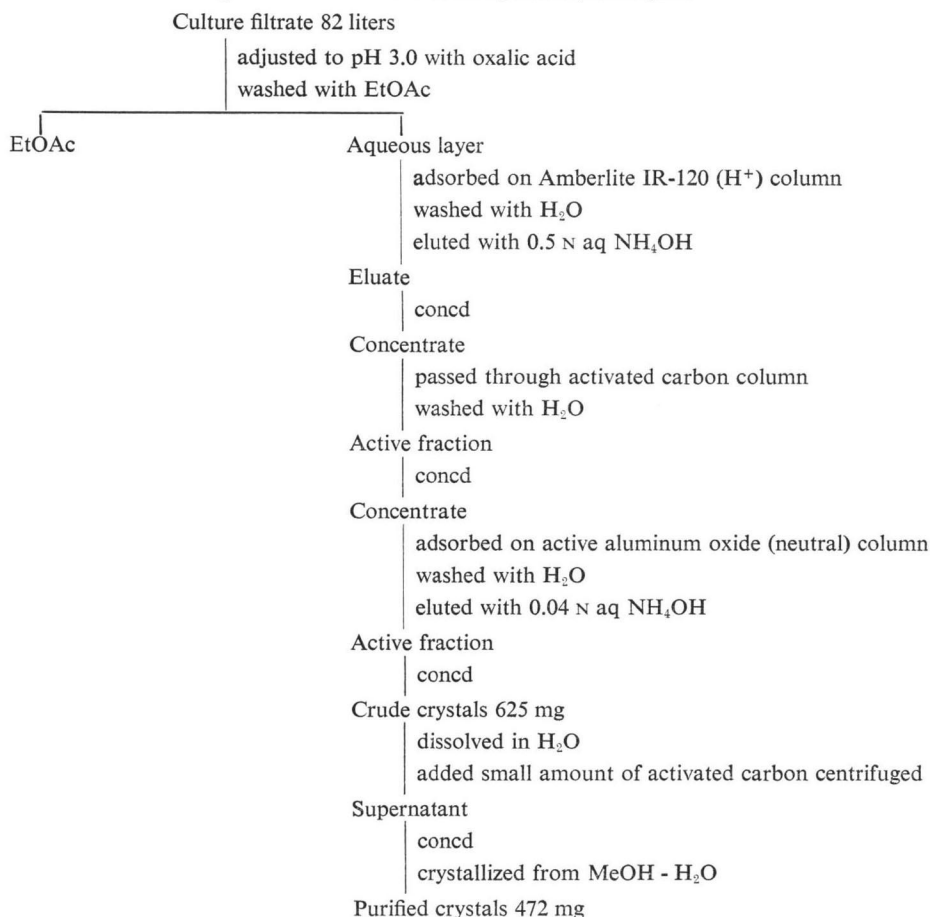 Culture filtrate 82 liters
adjusted to pH 3.0 with oxalic acid
washed with EtOAc
EtOAc
Aqueous layer
adsorbed on Amberlite IR-120 (H⁺) column
washed with H₂O
eluted with 0.5 N aq NH₄OH
Eluate
concd
Concentrate
passed through activated carbon column
washed with H₂O
Active fraction
concd
Concentrate
adsorbed on active aluminum oxide (neutral) column
washed with H₂O
eluted with 0.04 N aq NH₄OH
Active fraction
concd
Crude crystals 625 mg
dissolved in H₂O
added small amount of activated carbon centrifuged
Supernatant
concd
crystallized from MeOH - H₂O
Purified crystals 472 mg